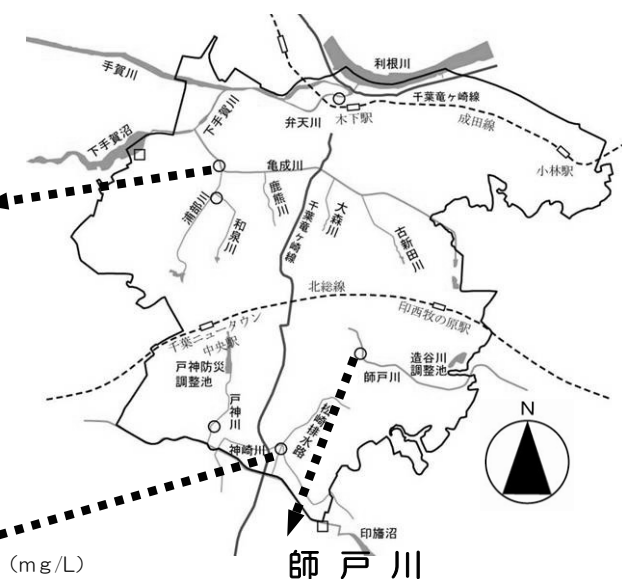 手賀川
利根川
下手賀川
弁天川
木下駅
千葉竜ヶ崎線
成田線
下手賀沼
小林駅
亀成川
浦部川
和泉川
鹿熊川
千葉竜ヶ崎線
大森川
古新田川
北総線
千葉ニュータウン
中央駅
印西牧の原駅
戸神防災
調整池
造谷川
調整池
師戸川
戸神川
松崎排水路
神崎川
N
印旛沼
(mg/L)
師戸川